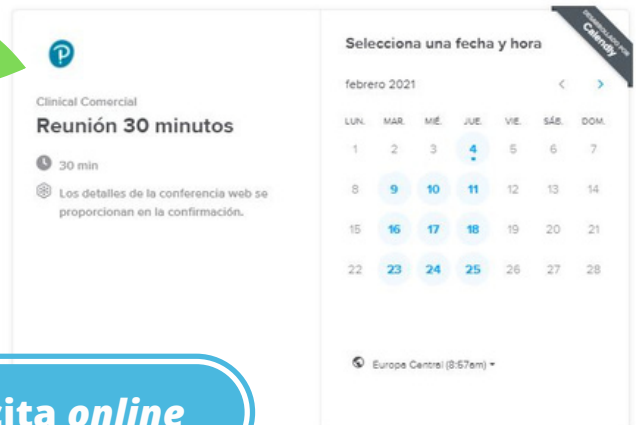 Clinical Comercial
Reunión 30 minutos
30 min
Los detalles de la conferencia web se
proporcionan en la confirmación.
Selecciona una fecha y hora
DESARROLLADO POR
Calendly
febrero 2021
LUN. MAR. MIÉ. JUE. VIE. SÁB. DOM.
1 2 3 4 5 6 7
8 9 10 11 12 13 14
15 16 17 18 19 20 21
22 23 24 25 26 27 28
Europa Central (8:57am)
cita online